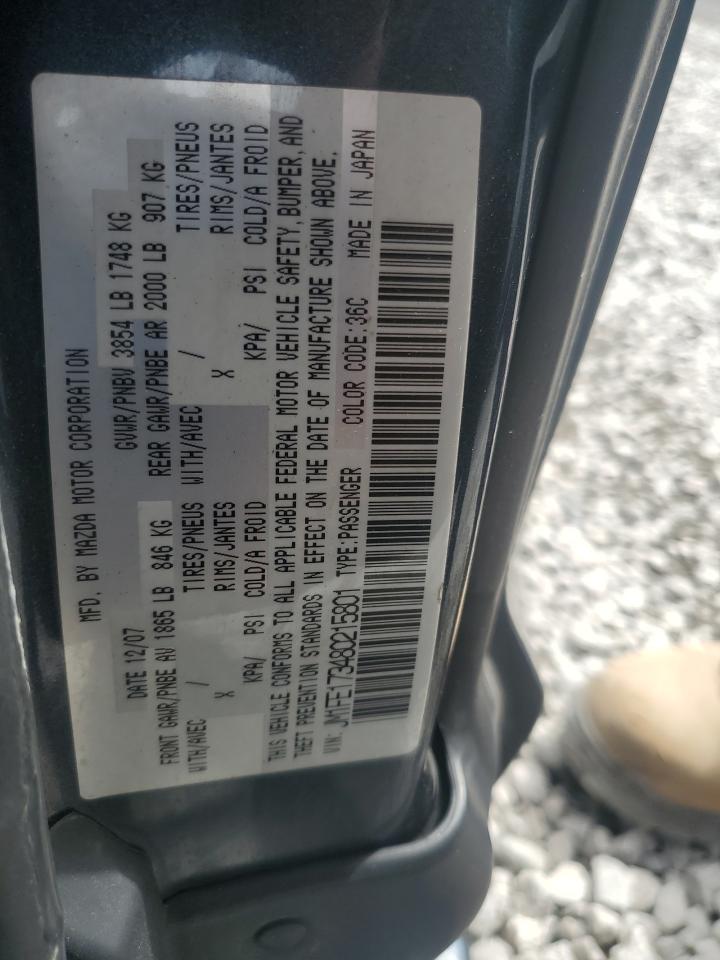 MFD. BY MAZDA MOTOR CORPORATION
DATE 12/07 GVWR/PNBV 3854 LB 1748 KG
FRONT GAWR/PNBE AV 1865 LB 846 KG REAR GAWR/PNBE AR 2000 LB 907 KG
TIRES/PNEUS TIRES/PNEUS
WITH/AVEC / WITH/AVEC /
RIMS/JANTES RIMS/JANTES
X X
KPA/ PSI COLD/A FROID KPA/ PSI COLD/A FROID
THIS VEHICLE CONFORMS TO ALL APPLICABLE FEDERAL MOTOR VEHICLE SAFETY, BUMPER, AND
THEFT PREVENTION STANDARDS IN EFFECT ON THE DATE OF MANUFACTURE SHOWN ABOVE.
VIN: JM1FE173480215801 TYPE:PASSENGER COLOR CODE:36C MADE IN JAPAN